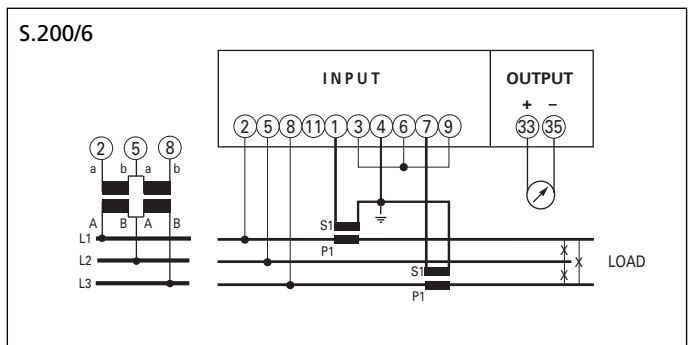 S.200/6
INPUT
OUTPUT
+ −
2 5 8 11 1 3 4 6 7 9
33 35
2 5 8
a b a b
A B A B
S1
P1
L1
L2
L3
S1
P1
X
X
X
LOAD